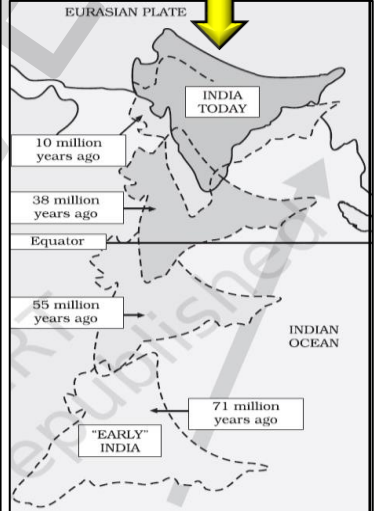 EURASIAN PLATE
INDIA
TODAY
10 million
years ago
38 million
years ago
Equator
55 million
years ago
INDIAN
OCEAN
71 million
years ago
"EARLY"
INDIA
republished